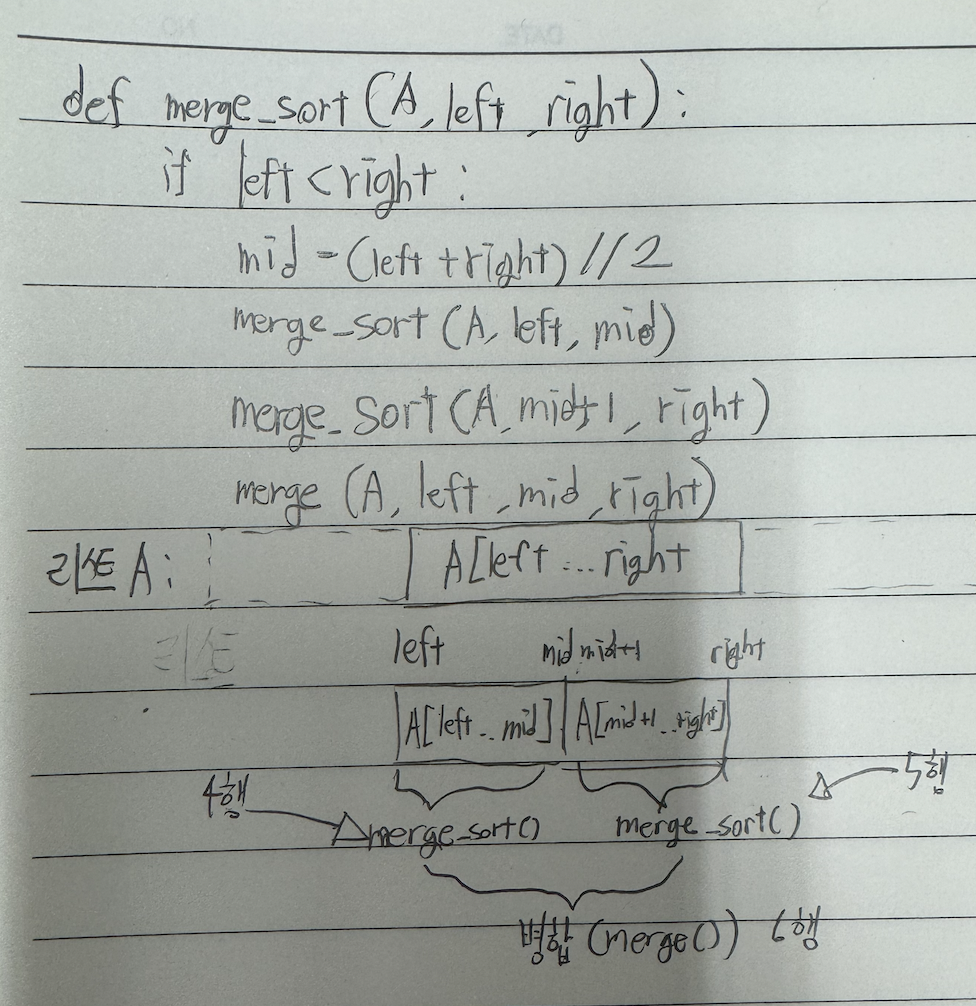 def merge_sort(A, left, right):
if left < right:
mid = (left + right) // 2
merge_sort(A, left, mid)
merge_sort(A, mid+1, right)
merge(A, left, mid, right)
리스트 A: A[left ... right
리스트 left mid mid+1 right
A[left .. mid] A[mid+1 .. right]
4행 5행
merge_sort() merge_sort()
병합 (merge()) 6행